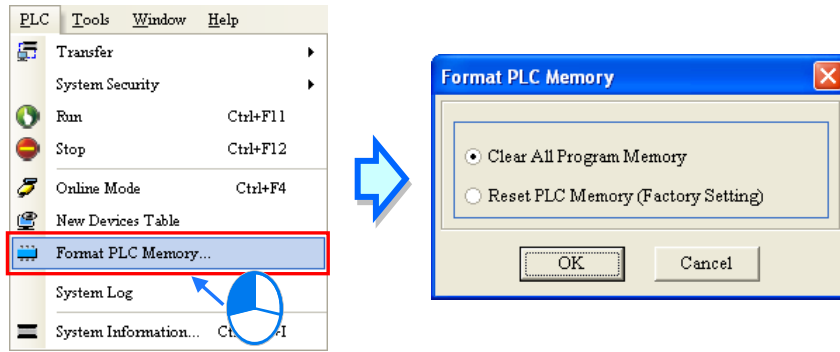 PLC Tools Window Help
Transfer
System Security
Run Ctrl+F11
Stop Ctrl+F12
Online Mode Ctrl+F4
New Devices Table
Format PLC Memory...
System Log
System Information...
Format PLC Memory
Clear All Program Memory
Reset PLC Memory (Factory Setting)
OK Cancel